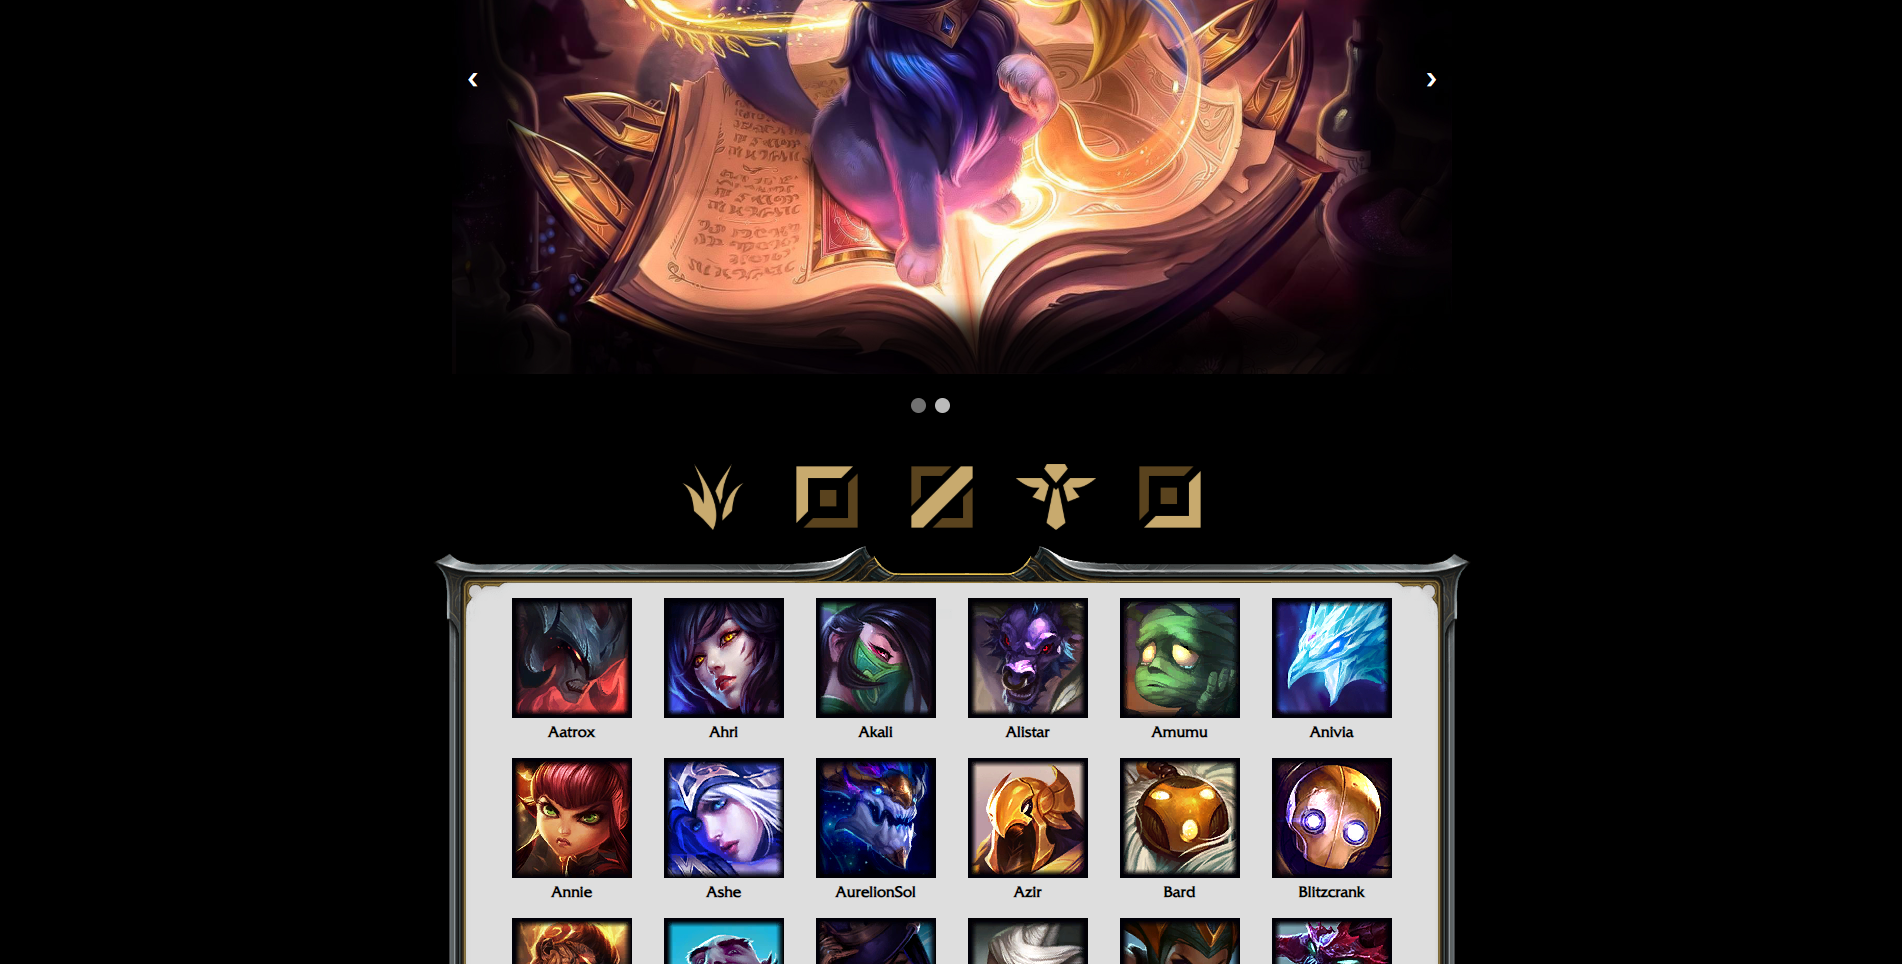 ‹
›
Aatrox
Ahri
Akali
Alistar
Amumu
Anivia
Annie
Ashe
AurelionSol
Azir
Bard
Blitzcrank